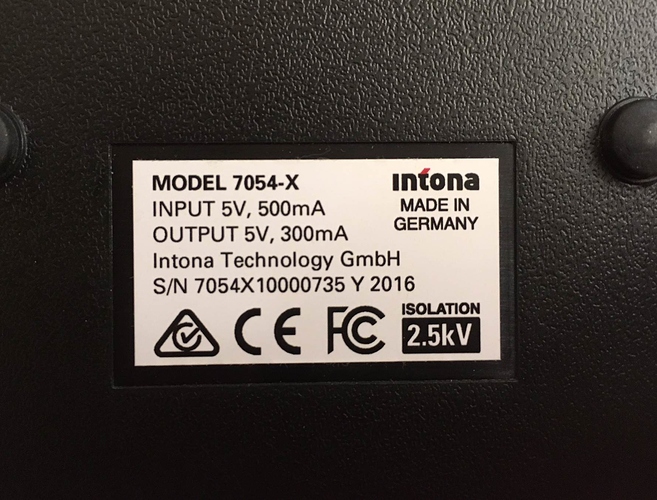 MODEL 7054-X
INPUT 5V, 500mA
OUTPUT 5V, 300mA
Intona Technology GmbH
S/N 7054X10000735 Y 2016
intona
MADE IN
GERMANY
CE FC
ISOLATION
2.5kV